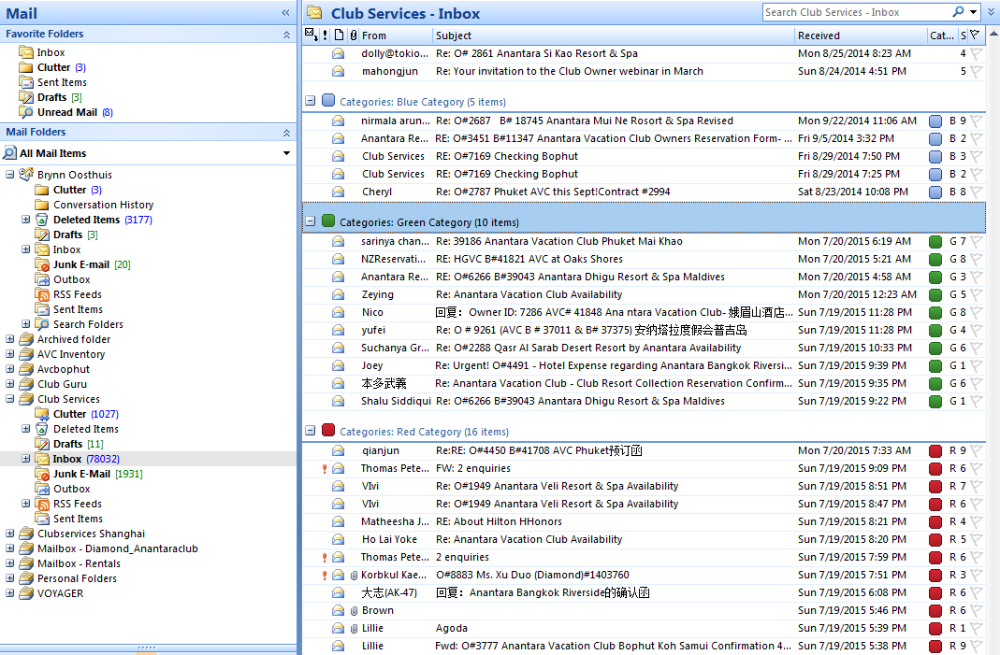 Mail «
Favorite Folders
Inbox
Clutter (3)
Sent Items
Drafts [3]
Unread Mail (8)
Mail Folders
All Mail Items
Brynn Oosthuis
Clutter (3)
Conversation History
Deleted Items (3177)
Drafts [3]
Inbox
Junk E-mail [20]
Outbox
RSS Feeds
Sent Items
Search Folders
Archived folder
AVC Inventory
Avcbophut
Club Guru
Club Services
Clutter (1027)
Deleted Items
Drafts [11]
Inbox (78032)
Junk E-Mail [1931]
Outbox
RSS Feeds
Sent Items
Clubservices Shanghai
Mailbox - Diamond_Anantaraclub
Mailbox - Rentals
Personal Folders
VOYAGER
Club Services - Inbox Search Club Services - Inbox
! From Subject Received Cat... S
dolly@tokio... Re: O# 2861 Anantara Si Kao Resort & Spa Mon 8/25/2014 8:23 AM 4
mahongjun Re: Your invitation to the Club Owner webinar in March Sun 8/24/2014 4:51 PM 5
Categories: Blue Category (5 items)
nirmala arun... Re: O#2687 B# 18745 Anantara Mui Ne Rosort & Spa Revised Mon 9/22/2014 11:06 AM B 9
Anantara Re... RE: O#3451 B#11347 Anantara Vacation Club Owners Reservation Form- ... Fri 9/5/2014 3:32 PM B 2
Club Services RE: O#7169 Checking Bophut Fri 8/29/2014 7:50 PM B 3
Club Services RE: O#7169 Checking Bophut Fri 8/29/2014 7:25 PM B 2
Cheryl Re: O#2787 Phuket AVC this Sept!Contract #2994 Sat 8/23/2014 10:08 PM B 8
Categories: Green Category (10 items)
sarinya chan... Re: 39186 Anantara Vacation Club Phuket Mai Khao Mon 7/20/2015 6:19 AM G 7
NZReservati... RE: HGVC B#41821 AVC at Oaks Shores Mon 7/20/2015 5:21 AM G 8
Anantara Re... RE: O#6266 B#39043 Anantara Dhigu Resort & Spa Maldives Mon 7/20/2015 4:58 AM G 3
Zeying Re: Anantara Vacation Club Availability Mon 7/20/2015 12:23 AM G 5
Nico 回复：Owner ID: 7286 AVC# 41848 Ana ntara Vacation Club- 娥眉山酒店... Sun 7/19/2015 11:28 PM G 8
yufei Re: O # 9261 (AVC B # 37011 & B# 37375) 安纳塔拉度假会普吉岛 Sun 7/19/2015 11:28 PM G 4
Suchanya Gr... Re: O#2288 Qasr Al Sarab Desert Resort by Anantara Availability Sun 7/19/2015 10:33 PM G 6
Joey Re: Urgent! O#4491 - Hotel Expense regarding Anantara Bangkok Riversi... Sun 7/19/2015 9:39 PM G 1
本多武義 Re: Anantara Vacation Club - Club Resort Collection Reservation Confirm... Sun 7/19/2015 9:35 PM G 6
Shalu Siddiqui Re: O#6266 B#39043 Anantara Dhigu Resort & Spa Maldives Sun 7/19/2015 9:22 PM G 1
Categories: Red Category (16 items)
qianjun Re:RE: O#4450 B#41708 AVC Phuket预订函 Mon 7/20/2015 7:33 AM R 9
! Thomas Pete... FW: 2 enquiries Sun 7/19/2015 9:09 PM R 6
VIvi Re: O#1949 Anantara Veli Resort & Spa Availability Sun 7/19/2015 8:51 PM R 7
VIvi Re: O#1949 Anantara Veli Resort & Spa Availability Sun 7/19/2015 8:47 PM R 6
Matheesha J... RE: About Hilton HHonors Sun 7/19/2015 8:21 PM R 4
Ho Lai Yoke Re: Anantara Vacation Club Availability Sun 7/19/2015 8:20 PM R 5
! Thomas Pete... 2 enquiries Sun 7/19/2015 7:59 PM R 6
! Korbkul Kae... O#8883 Ms. Xu Duo (Diamond)#1403760 Sun 7/19/2015 7:51 PM R 3
大志(AK-47) 回复：Anantara Bangkok Riverside的确认函 Sun 7/19/2015 6:08 PM R 6
Brown Sun 7/19/2015 5:46 PM R 6
Lillie Agoda Sun 7/19/2015 5:39 PM R 1
Lillie Fwd: O#3777 Anantara Vacation Club Bophut Koh Samui Confirmation 4... Sun 7/19/2015 5:38 PM R 9